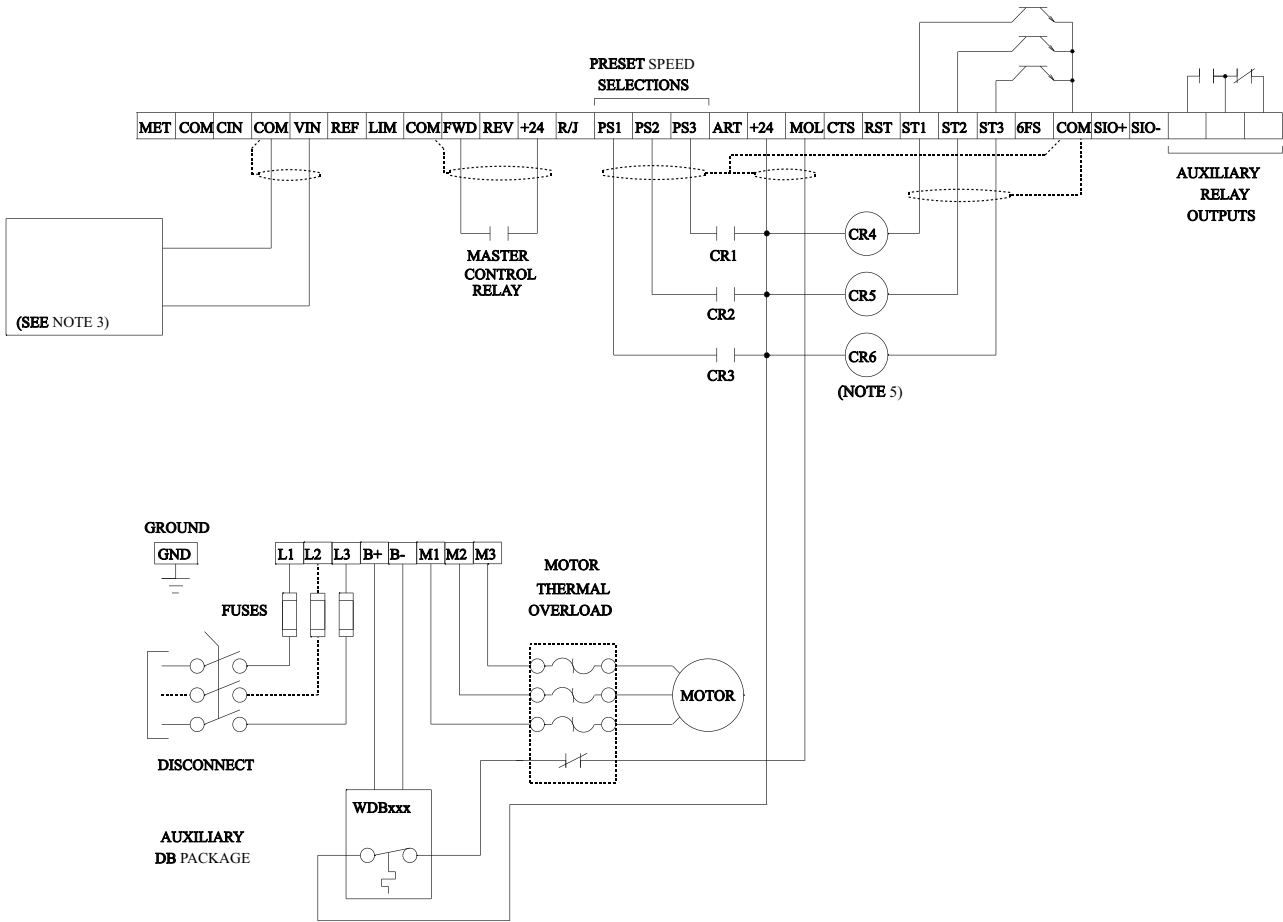 PRESET SPEED
SELECTIONS
MET COM CIN COM VIN REF LIM COM FWD REV +24 R/J PS1 PS2 PS3 ART +24 MOL CTS RST ST1 ST2 ST3 6FS COM SIO+ SIO-
AUXILIARY
RELAY
OUTPUTS
(SEE NOTE 3)
MASTER
CONTROL
RELAY
CR1
CR4
CR2
CR5
CR3
CR6
(NOTE 5)
GROUND
GND
L1 L2 L3 B+ B- M1 M2 M3
FUSES
MOTOR
THERMAL
OVERLOAD
MOTOR
DISCONNECT
WDBxxx
AUXILIARY
DB PACKAGE